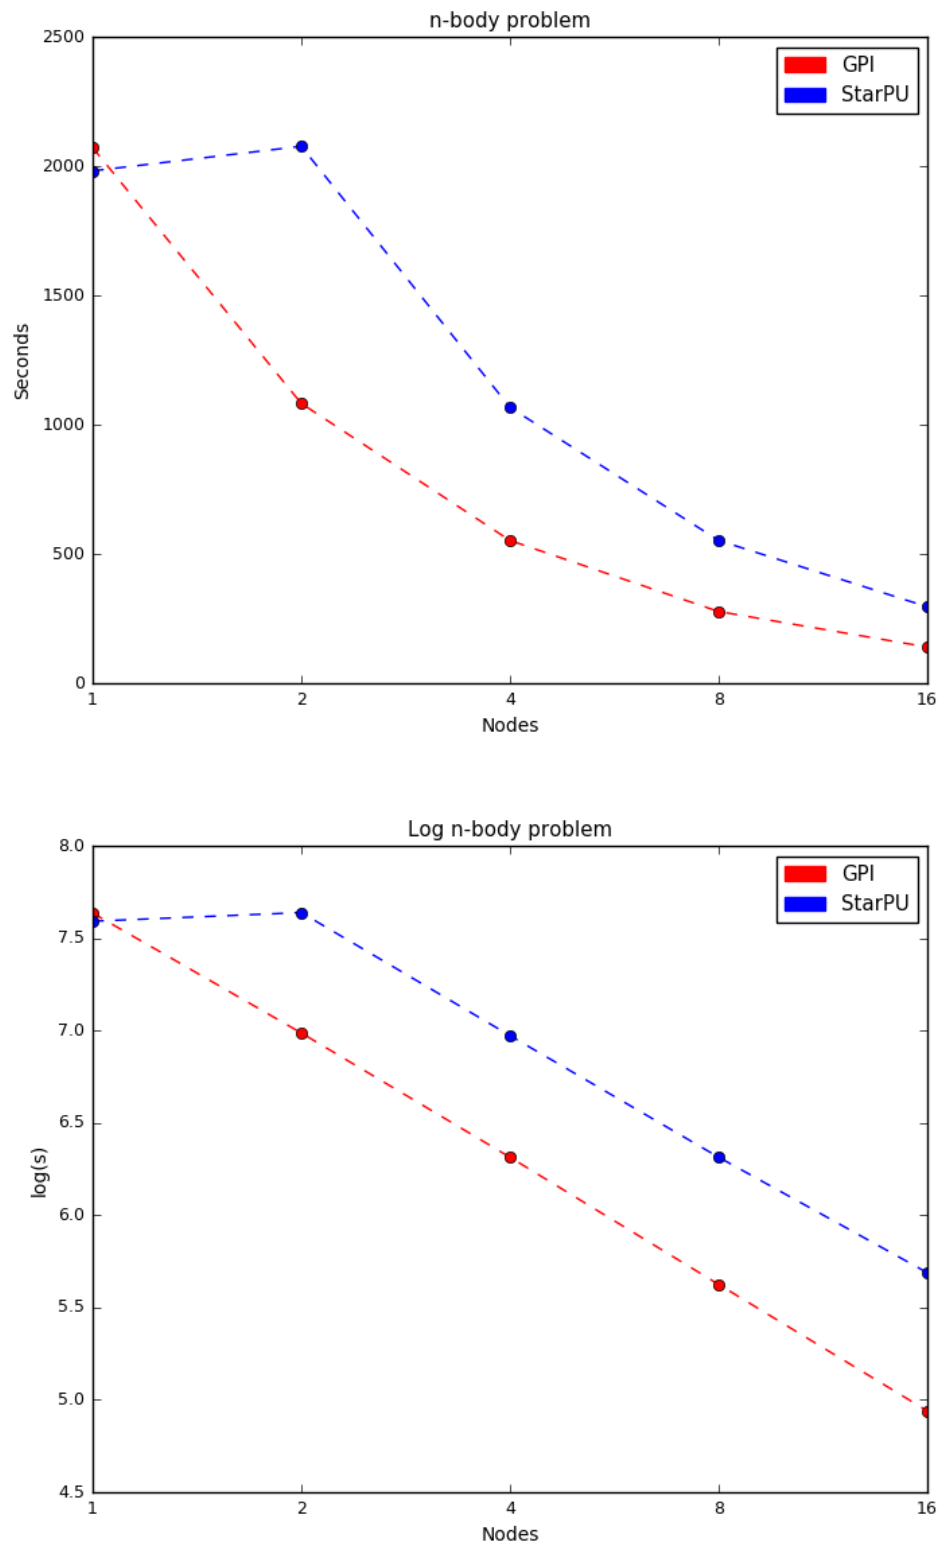 n-body problem
2500
2000
1500
1000
500
0
Seconds
1 2 4 8 16
Nodes
GPI
StarPU
Log n-body problem
8.0
7.5
7.0
6.5
6.0
5.5
5.0
4.5
log(s)
1 2 4 8 16
Nodes
GPI
StarPU